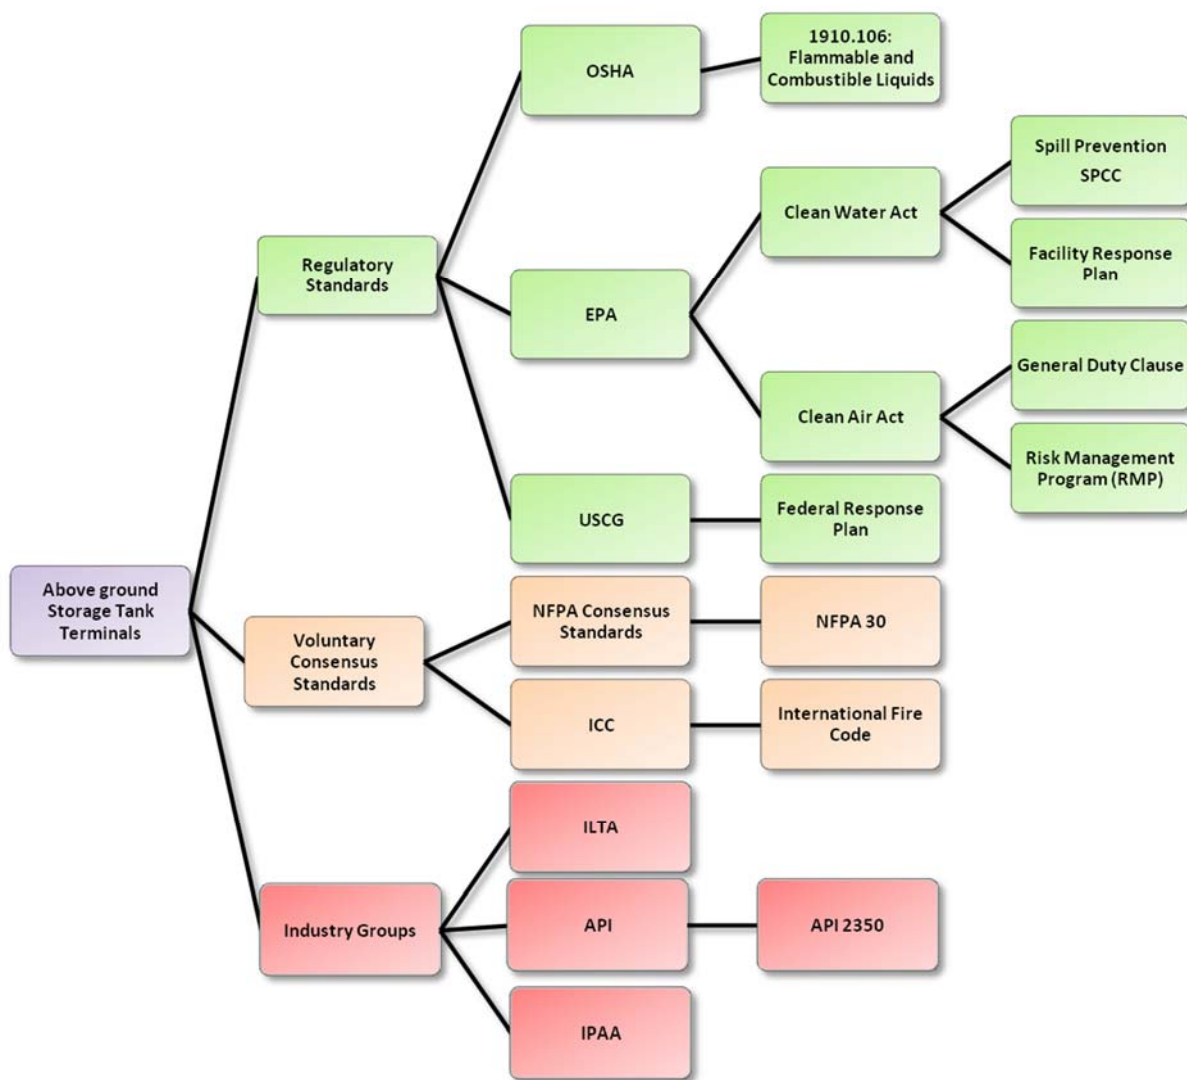 1910.106:
Flammable and
Combustible Liquids
OSHA
Spill Prevention
SPCC
Clean Water Act
Facility Response
Plan
Regulatory
Standards
EPA
General Duty Clause
Clean Air Act
Risk Management
Program (RMP)
USCG
Federal Response
Plan
Above ground
Storage Tank
Terminals
NFPA Consensus
Standards
NFPA 30
Voluntary
Consensus
Standards
ICC
International Fire
Code
ILTA
Industry Groups
API
API 2350
IPAA